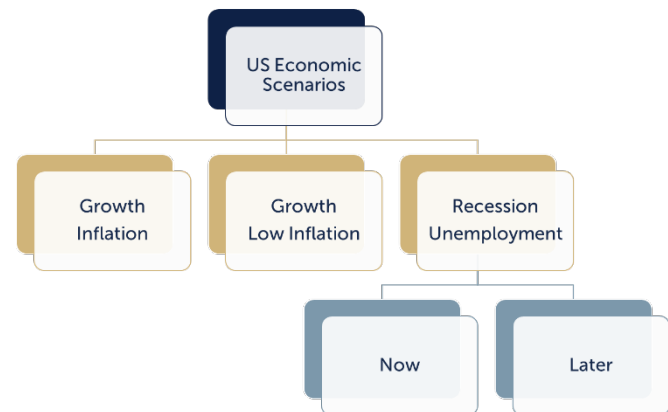 US Economic
Scenarios
Growth
Inflation
Growth
Low Inflation
Recession
Unemployment
Now
Later